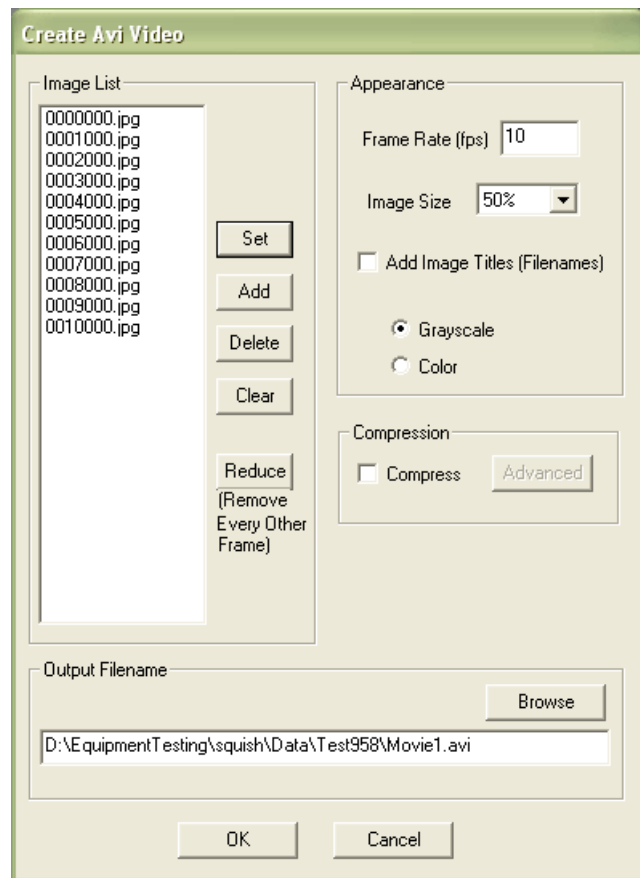 Create Avi Video
Image List
0000000.jpg
0001000.jpg
0002000.jpg
0003000.jpg
0004000.jpg
0005000.jpg
0006000.jpg
0007000.jpg
0008000.jpg
0009000.jpg
0010000.jpg
Set
Add
Delete
Clear
Reduce
(Remove
Every Other
Frame)
Appearance
Frame Rate (fps) 10
Image Size 50%
Add Image Titles (Filenames)
Grayscale
Color
Compression
Compress Advanced
Output Filename
Browse
D:\EquipmentTesting\squish\Data\Test958\Movie1.avi
OK Cancel